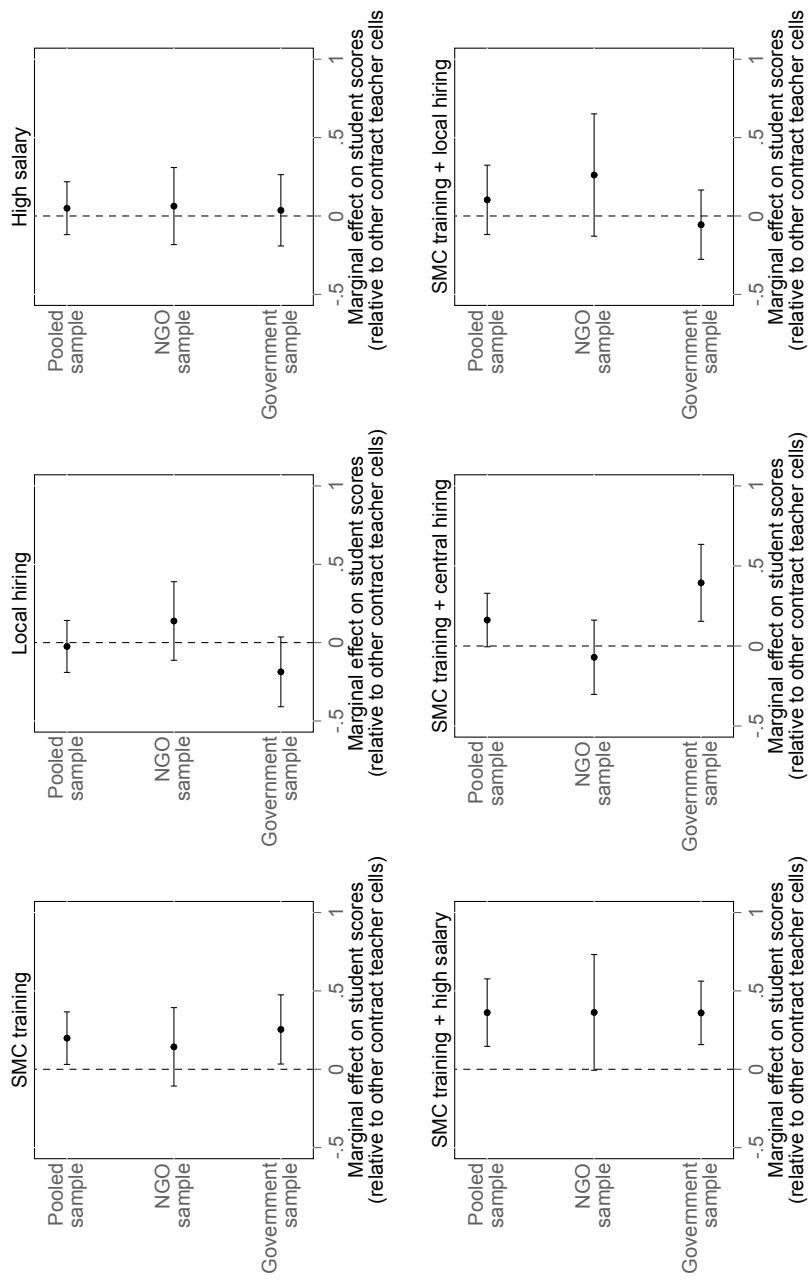 SMC training
Pooled
sample
NGO
sample
Government
sample
-.5 0 .5 1
Marginal effect on student scores
(relative to other contract teacher cells)
Local hiring
Pooled
sample
NGO
sample
Government
sample
-.5 0 .5 1
Marginal effect on student scores
(relative to other contract teacher cells)
High salary
Pooled
sample
NGO
sample
Government
sample
-.5 0 .5 1
Marginal effect on student scores
(relative to other contract teacher cells)
SMC training + high salary
Pooled
sample
NGO
sample
Government
sample
-.5 0 .5 1
Marginal effect on student scores
(relative to other contract teacher cells)
SMC training + central hiring
Pooled
sample
NGO
sample
Government
sample
-.5 0 .5 1
Marginal effect on student scores
(relative to other contract teacher cells)
SMC training + local hiring
Pooled
sample
NGO
sample
Government
sample
-.5 0 .5 1
Marginal effect on student scores
(relative to other contract teacher cells)